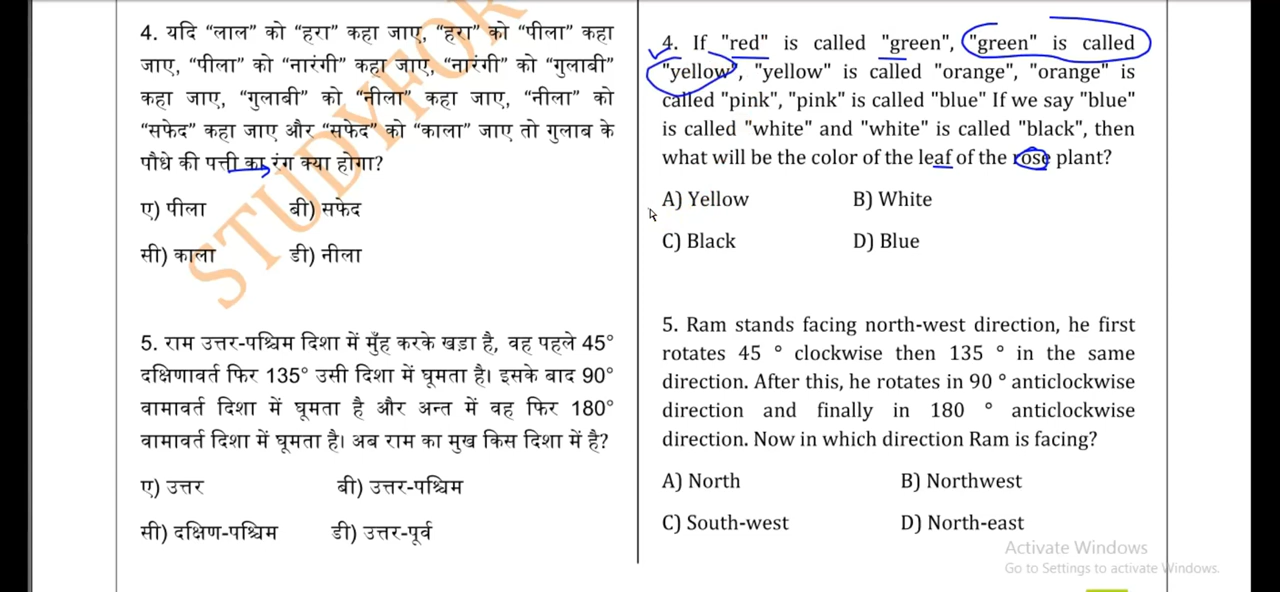 4. यदि “लाल” को “हरा” कहा जाए, “हरा” को “पीला” कहा
जाए, “पीला” को “नारंगी” कहा जाए, “नारंगी” को “गुलाबी”
कहा जाए, “गुलाबी” को “नीला” कहा जाए, “नीला” को
“सफेद” कहा जाए और “सफेद” को “काला” जाए तो गुलाब के
पौधे की पत्ती का रंग क्या होगा?
ए) पीला बी) सफेद
सी) काला डी) नीला
5. राम उत्तर-पश्चिम दिशा में मुँह करके खड़ा है, वह पहले 45°
दक्षिणावर्त फिर 135° उसी दिशा में घूमता है। इसके बाद 90°
वामावर्त दिशा में घूमता है और अन्त में वह फिर 180°
वामावर्त दिशा में घूमता है। अब राम का मुख किस दिशा में है?
ए) उत्तर बी) उत्तर-पश्चिम
सी) दक्षिण-पश्चिम डी) उत्तर-पूर्व
STUDYFOR
4. If "red" is called "green", "green" is called
"yellow", "yellow" is called "orange", "orange" is
called "pink", "pink" is called "blue" If we say "blue"
is called "white" and "white" is called "black", then
what will be the color of the leaf of the rose plant?
A) Yellow B) White
C) Black D) Blue
5. Ram stands facing north-west direction, he first
rotates 45 ° clockwise then 135 ° in the same
direction. After this, he rotates in 90 ° anticlockwise
direction and finally in 180 ° anticlockwise
direction. Now in which direction Ram is facing?
A) North B) Northwest
C) South-west D) North-east
Activate Windows
Go to Settings to activate Windows.